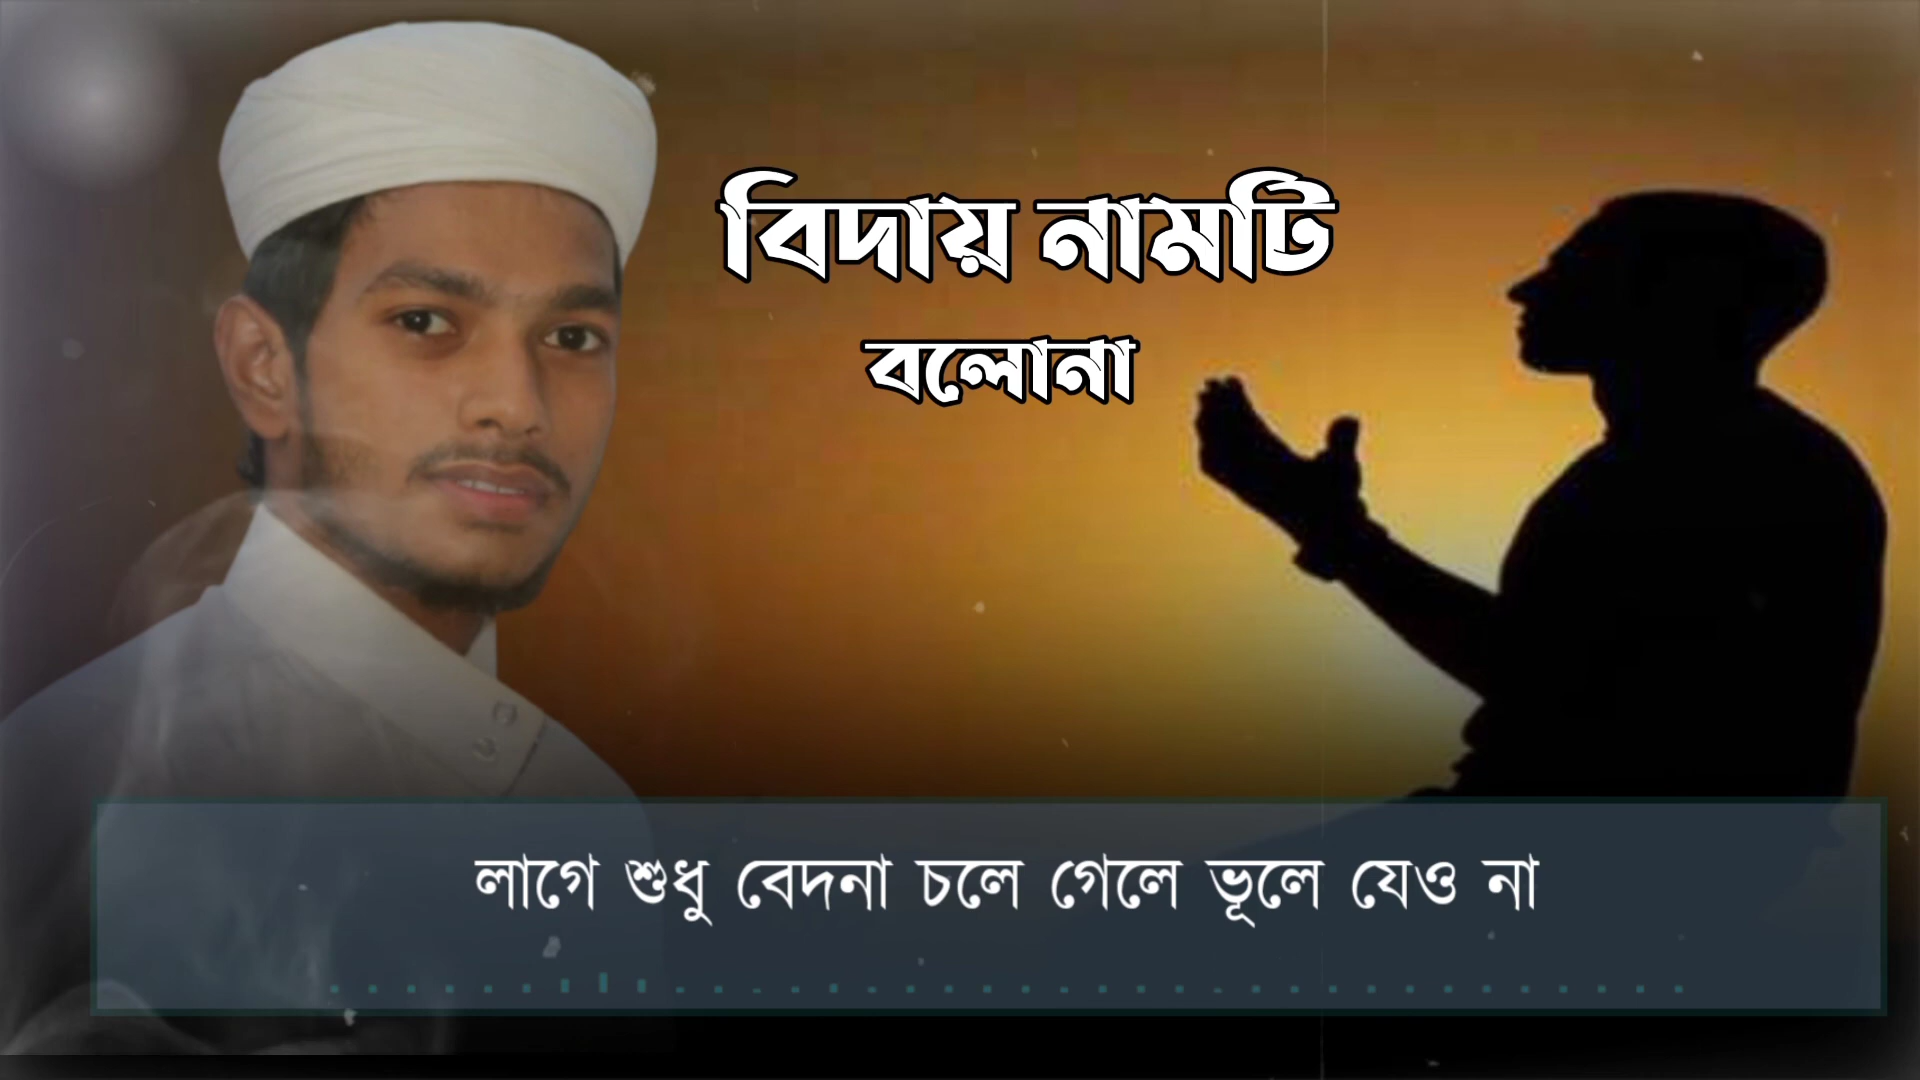 বিদায় নামটি
বলোনা
লাগে শুধু বেদনা চলে গেলে ভূলে যেও না